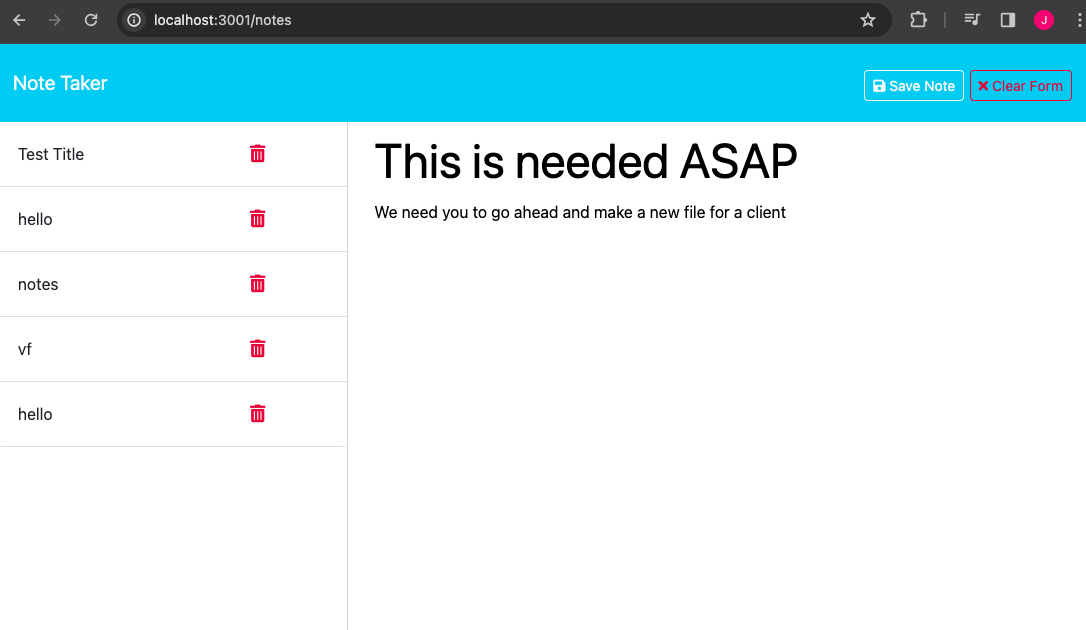 localhost:3001/notes
J
Note Taker
Save Note
Clear Form
Test Title
hello
notes
vf
hello
This is needed ASAP
We need you to go ahead and make a new file for a client